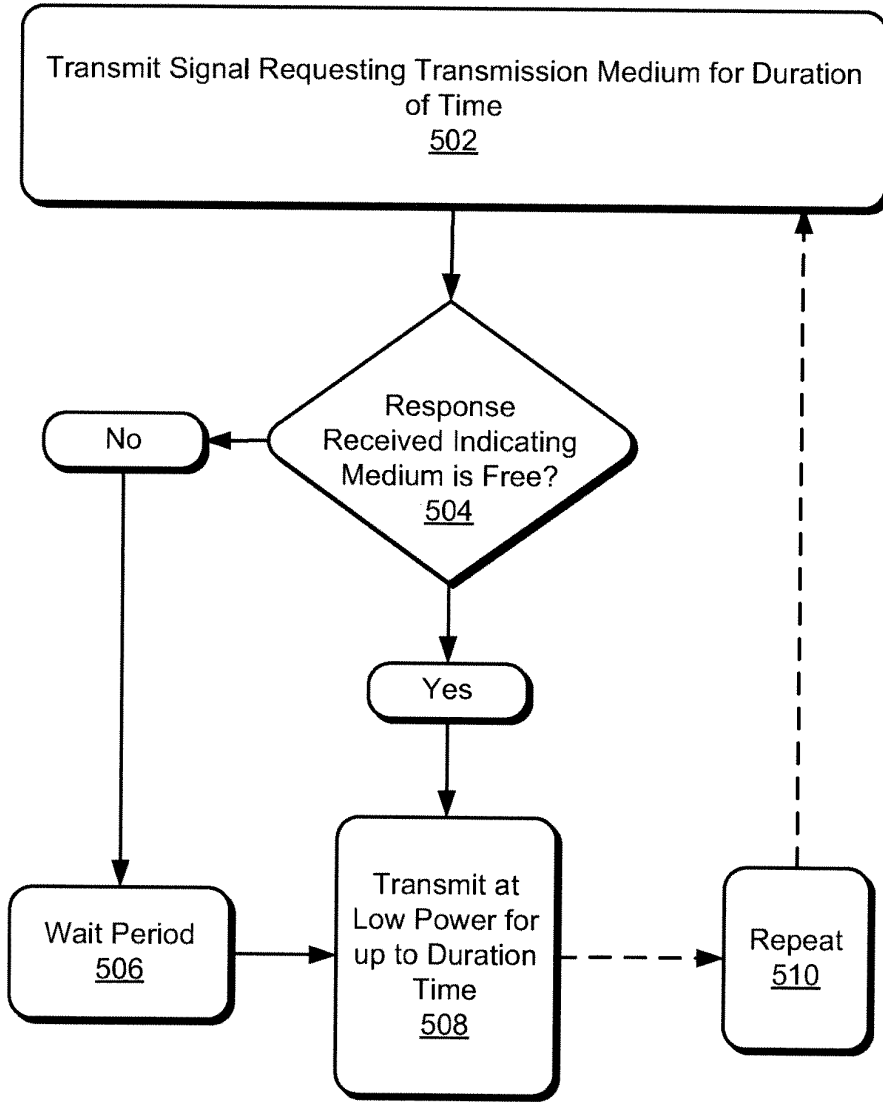 Transmit Signal Requesting Transmission Medium for Duration
of Time
502
Response
Received Indicating
Medium is Free?
504
No
Yes
Wait Period
506
Transmit at
Low Power for
up to Duration
Time
508
Repeat
510